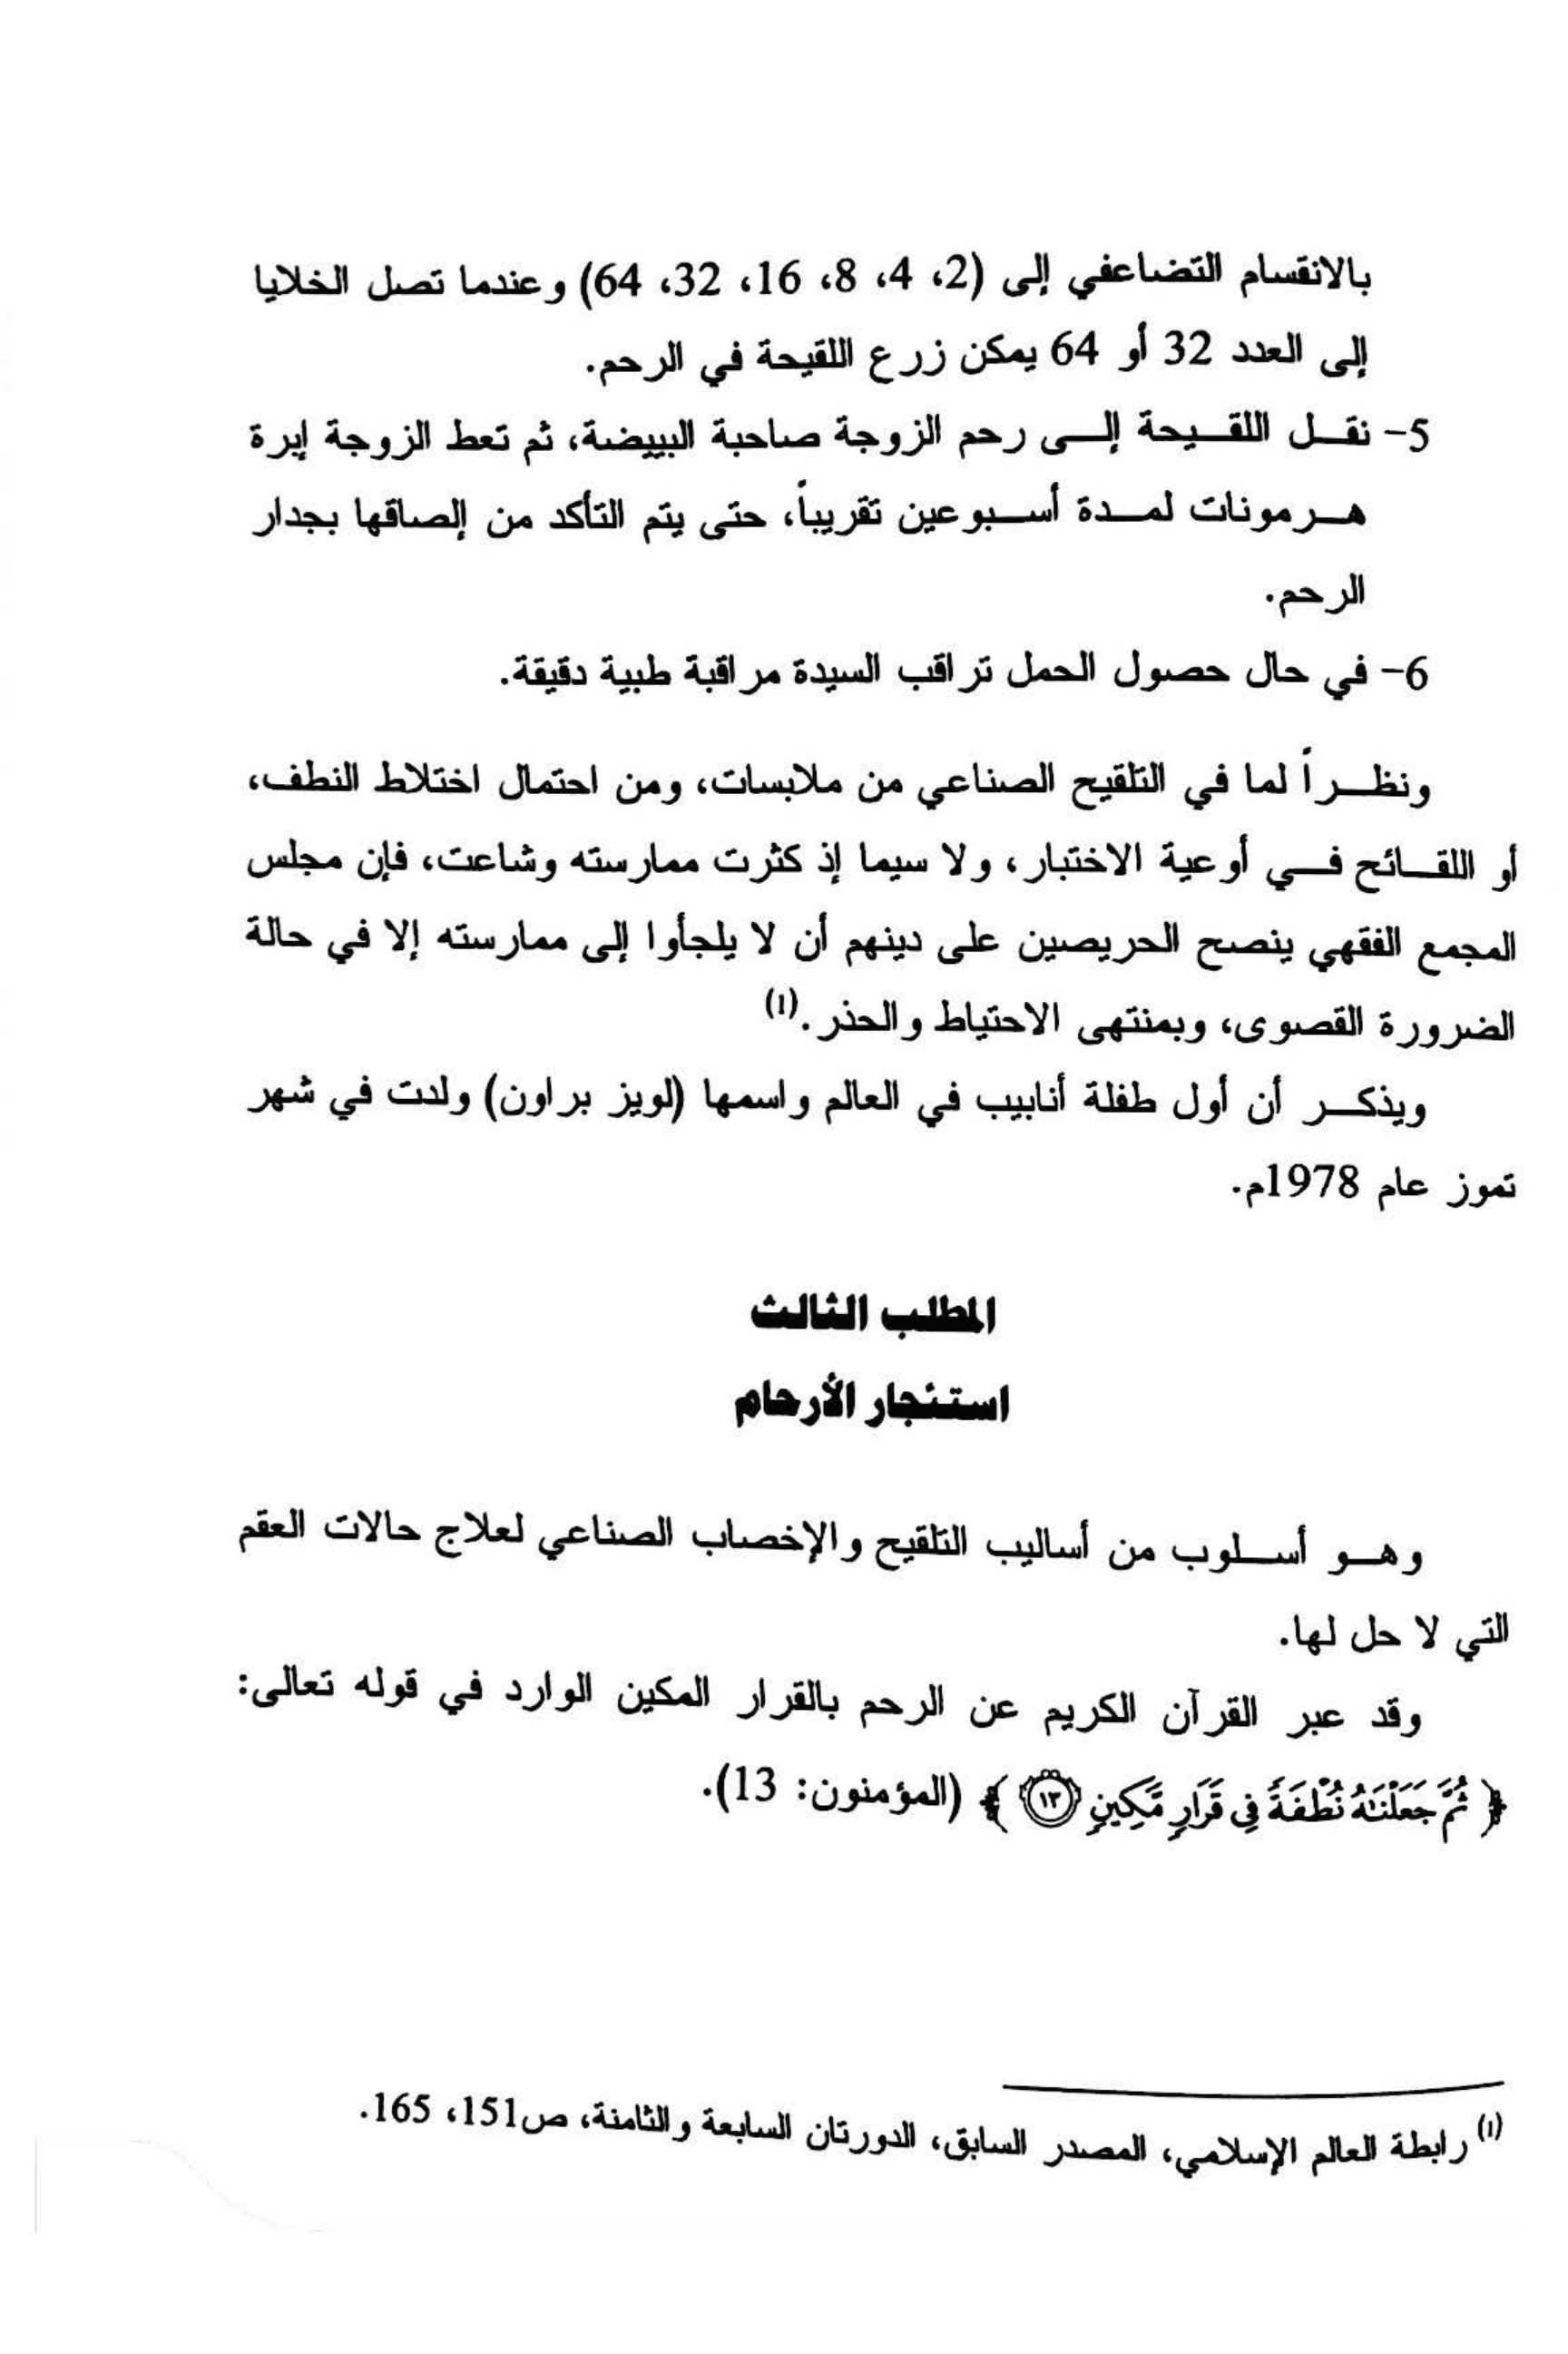 بالانقسام التضاعفي إلى (2، 4، 8، 16، 32، 64) وعندما تصل الخلايا
إلى العدد 32 أو 64 يمكن زرع اللقيحة في الرحم.
5- نقل اللقيحة إلى رحم الزوجة صاحبة البييضة، ثم تعط الزوجة إبرة
هرمونات لمدة أسبوعين تقريباً، حتى يتم التأكد من إلصاقها بجدار
الرحم.
6- في حال حصول الحمل تراقب السيدة مراقبة طبية دقيقة.
ونظراً لما في التلقيح الصناعي من ملابسات، ومن احتمال اختلاط النطف،
أو اللقائح في أوعية الاختبار، ولا سيما إذ كثرت ممارسته وشاعت، فإن مجلس
المجمع الفقهي ينصح الحريصين على دينهم أن لا يلجأوا إلى ممارسته إلا في حالة
الضرورة القصوى، وبمنتهى الاحتياط والحذر.(1)
ويذكر أن أول طفلة أنابيب في العالم واسمها (لويز براون) ولدت في شهر
تموز عام 1978م.
المطلب الثالث
استئجار الأرحام
وهو أسلوب من أساليب التلقيح والإخصاب الصناعي لعلاج حالات العقم
التي لا حل لها.
وقد عبر القرآن الكريم عن الرحم بالقرار المكين الوارد في قوله تعالى:
﴿ ثُمَّ جَعَلْنَٰهُ نُطْفَةً فِى قَرَارٍ مَّكِينٍ ١٣ ﴾ (المؤمنون: 13).
(1) رابطة العالم الإسلامي، المصدر السابق، الدورتان السابعة والثامنة، ص151، 165.